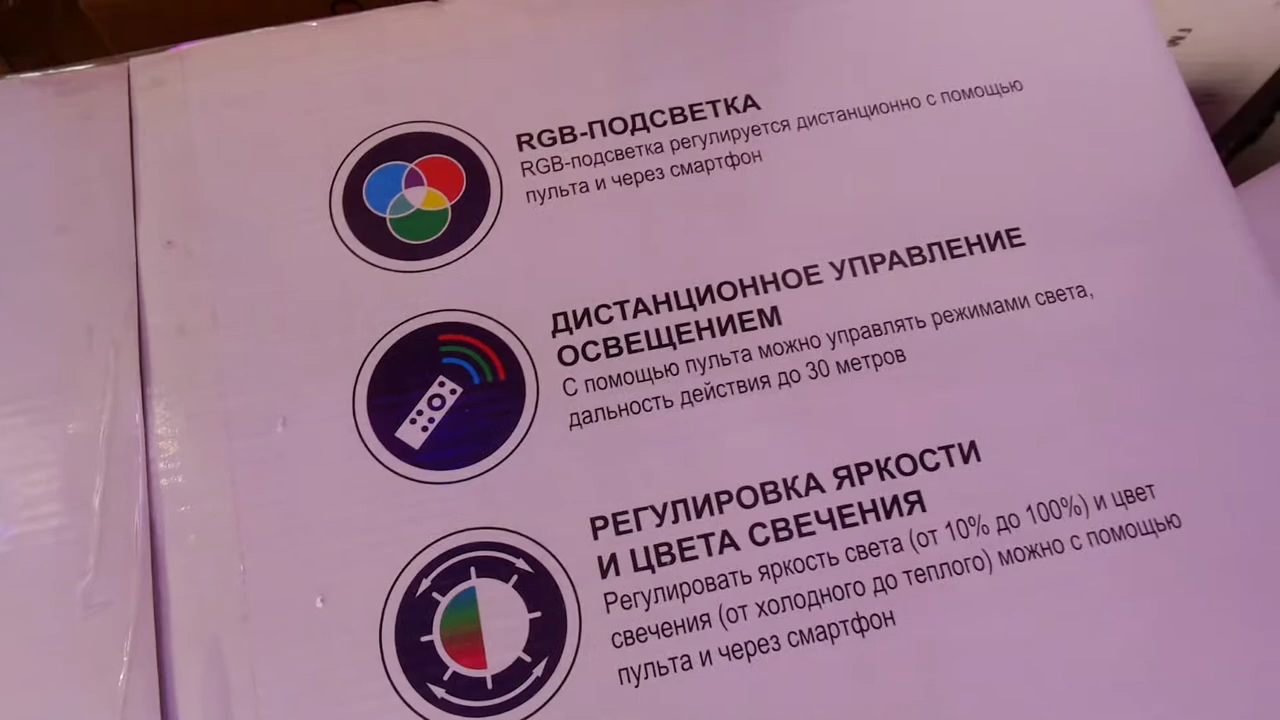 RGB-ПОДСВЕТКА
RGB-подсветка регулируется дистанционно с помощью
пульта и через смартфон
ДИСТАНЦИОННОЕ УПРАВЛЕНИЕ
ОСВЕЩЕНИЕМ
С помощью пульта можно управлять режимами света,
дальность действия до 30 метров
РЕГУЛИРОВКА ЯРКОСТИ
И ЦВЕТА СВЕЧЕНИЯ
Регулировать яркость света (от 10% до 100%) и цвет
свечения (от холодного до теплого) можно с помощью
пульта и через смартфон